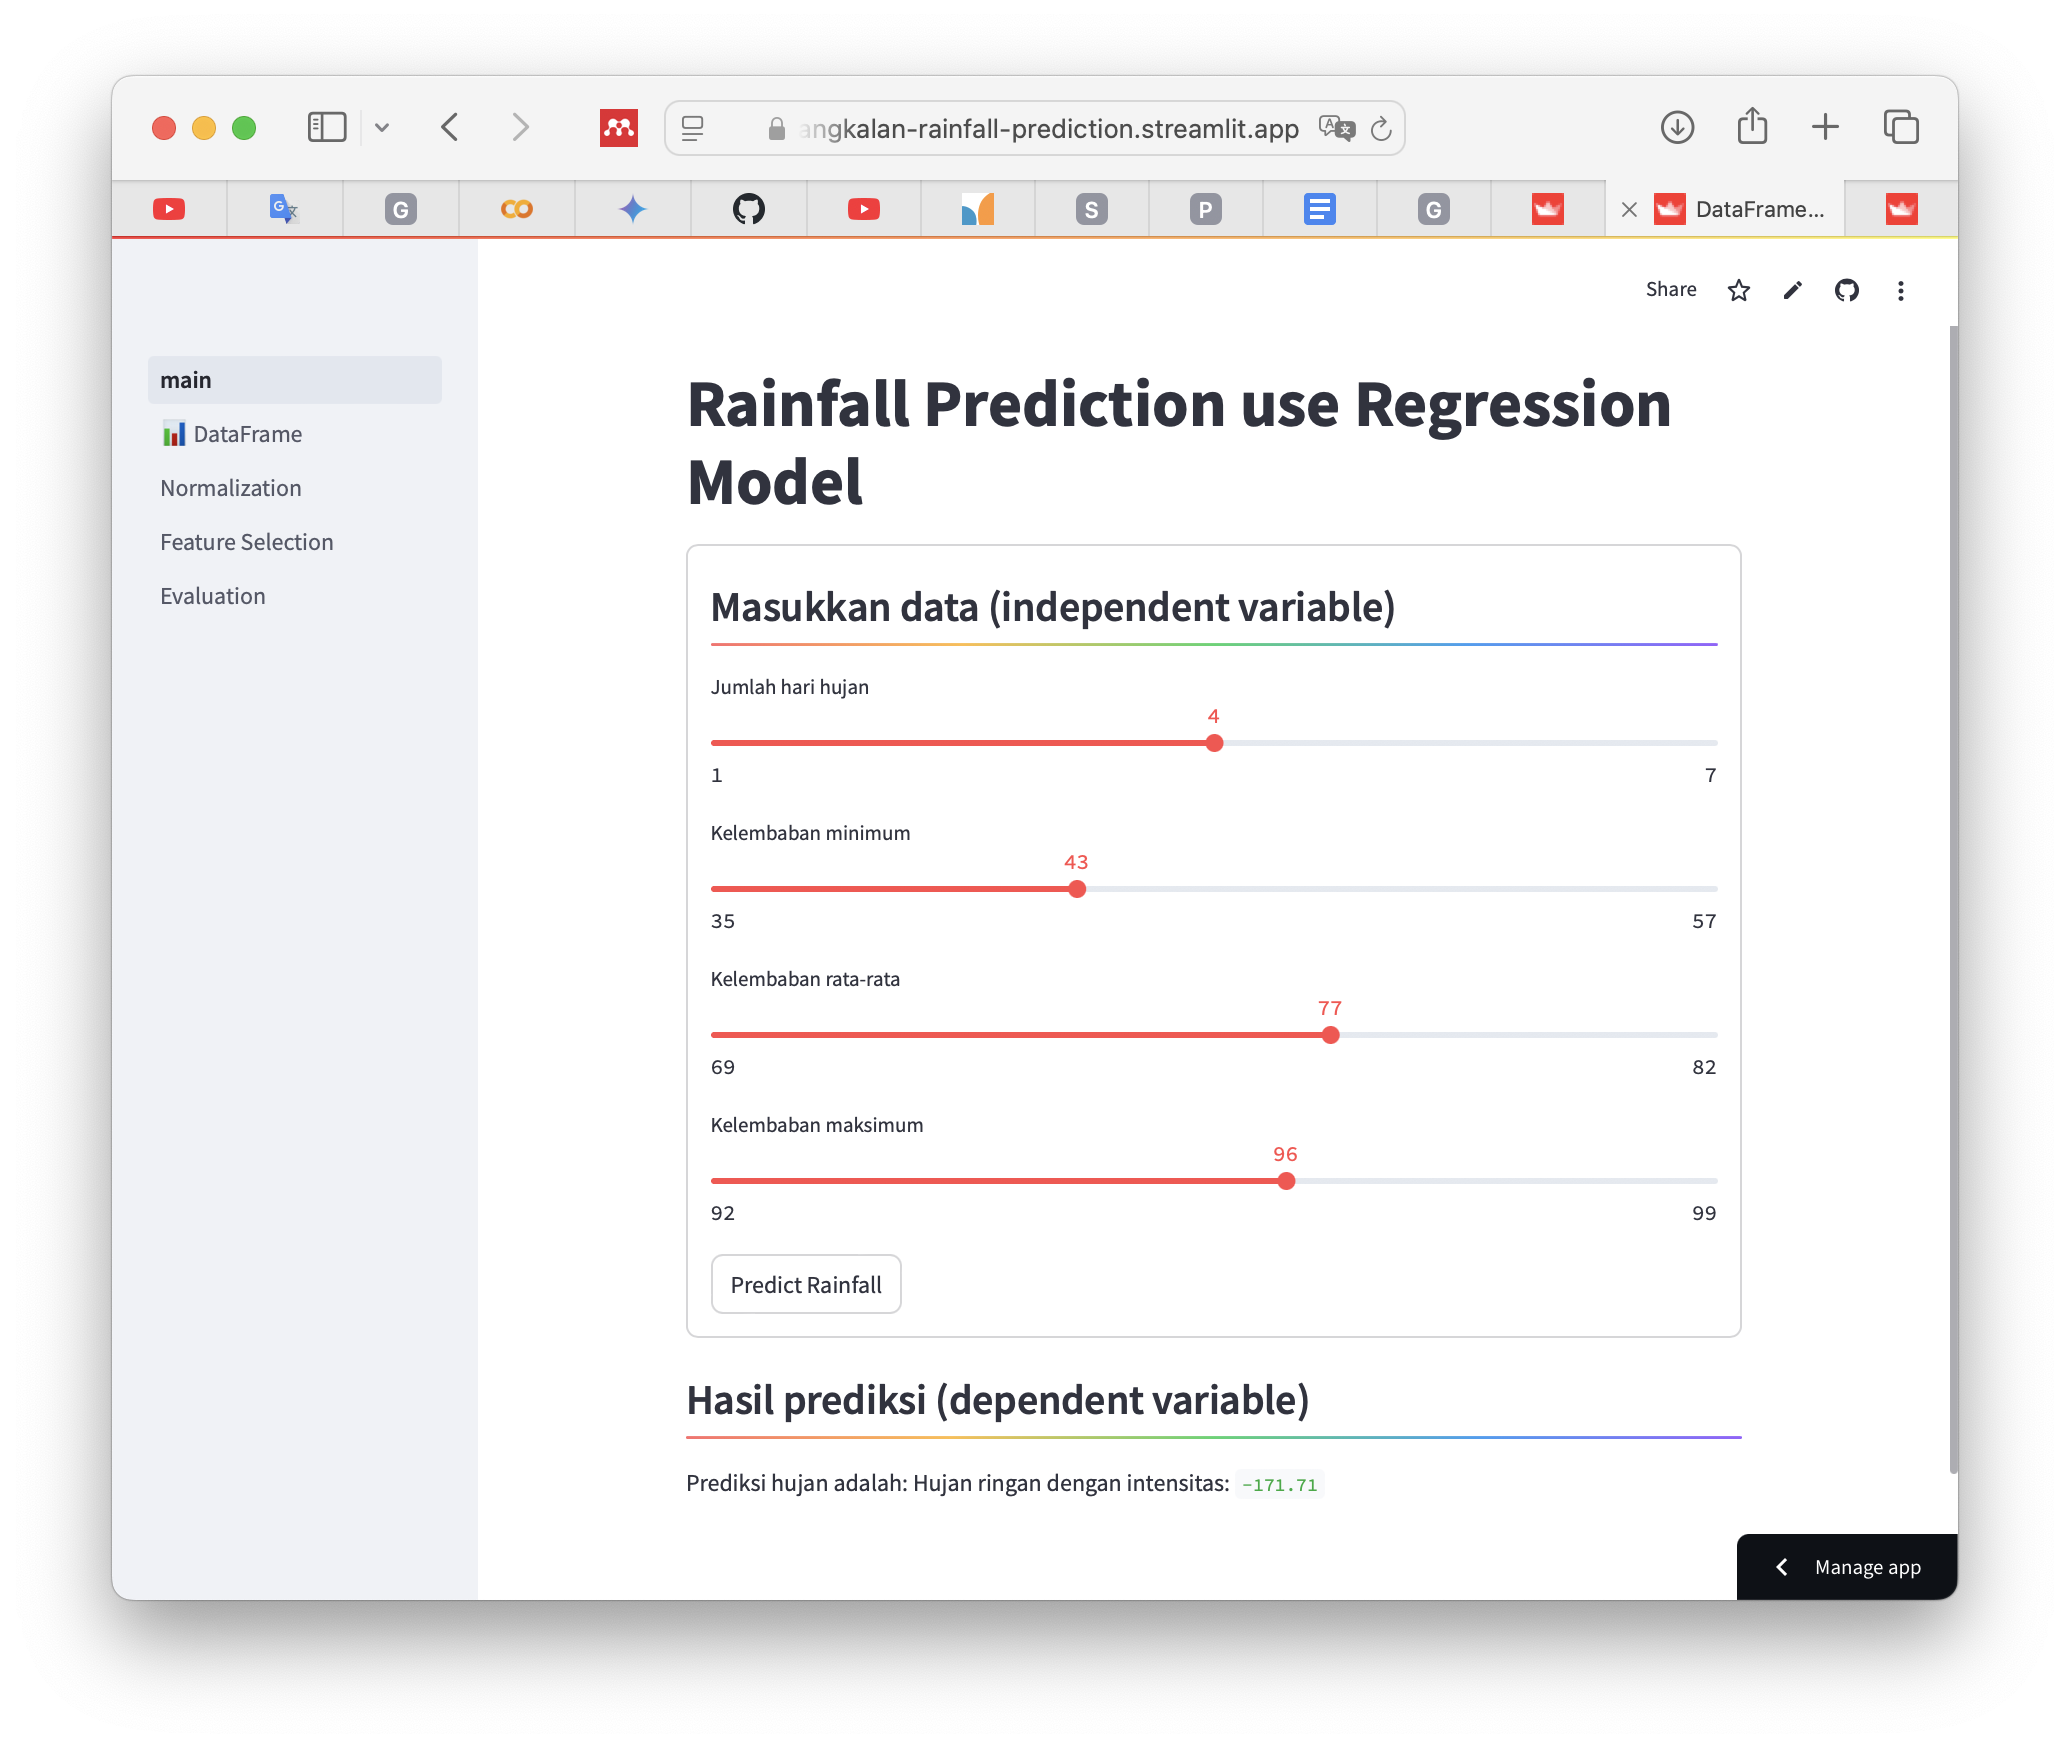 angkalan-rainfall-prediction.streamlit.app
G
S
P
G
DataFrame...
Share
main
DataFrame
Normalization
Feature Selection
Evaluation
Rainfall Prediction use Regression
Model
Masukkan data (independent variable)
Jumlah hari hujan
4
1 7
Kelembaban minimum
43
35 57
Kelembaban rata-rata
77
69 82
Kelembaban maksimum
96
92 99
Predict Rainfall
Hasil prediksi (dependent variable)
Prediksi hujan adalah: Hujan ringan dengan intensitas: -171.71
Manage app